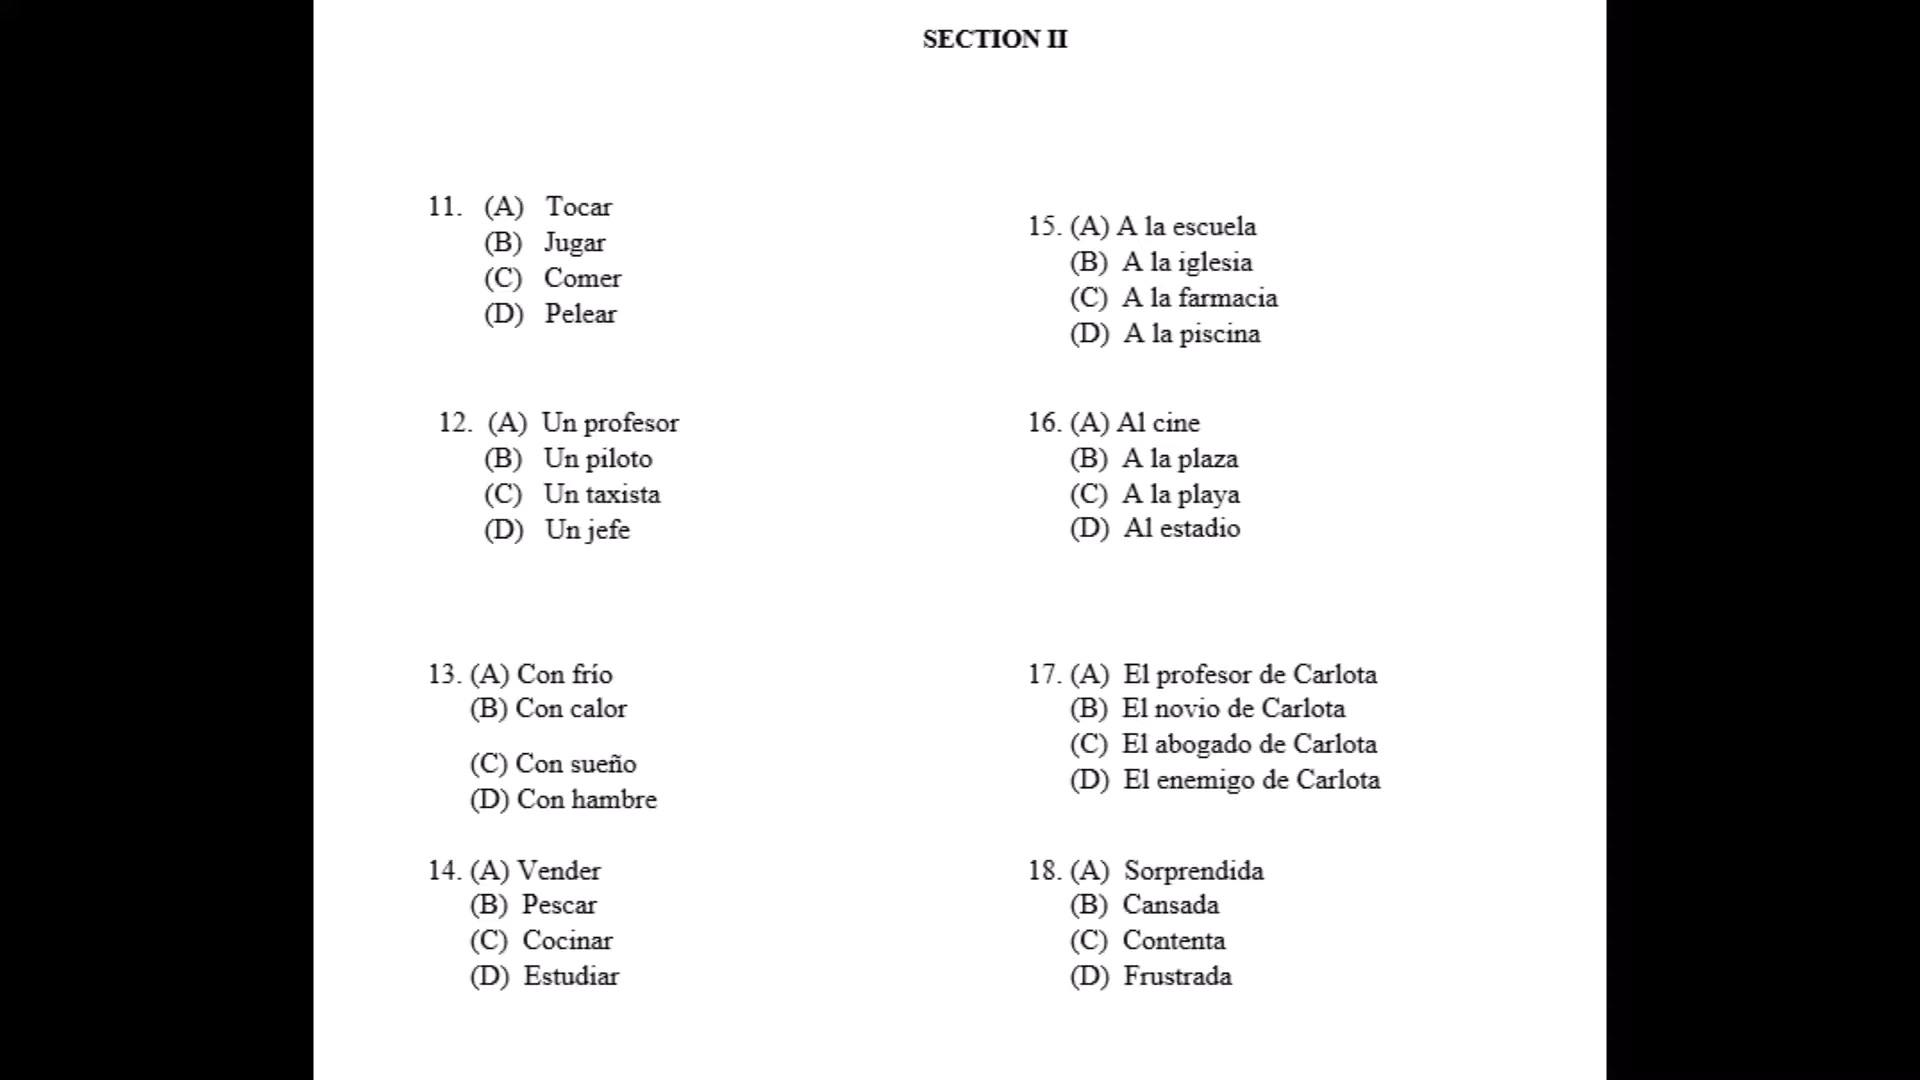 SECTION II
11. (A) Tocar
(B) Jugar
(C) Comer
(D) Pelear
12. (A) Un profesor
(B) Un piloto
(C) Un taxista
(D) Un jefe
13. (A) Con frío
(B) Con calor
(C) Con sueño
(D) Con hambre
14. (A) Vender
(B) Pescar
(C) Cocinar
(D) Estudiar
15. (A) A la escuela
(B) A la iglesia
(C) A la farmacia
(D) A la piscina
16. (A) Al cine
(B) A la plaza
(C) A la playa
(D) Al estadio
17. (A) El profesor de Carlota
(B) El novio de Carlota
(C) El abogado de Carlota
(D) El enemigo de Carlota
18. (A) Sorprendida
(B) Cansada
(C) Contenta
(D) Frustrada